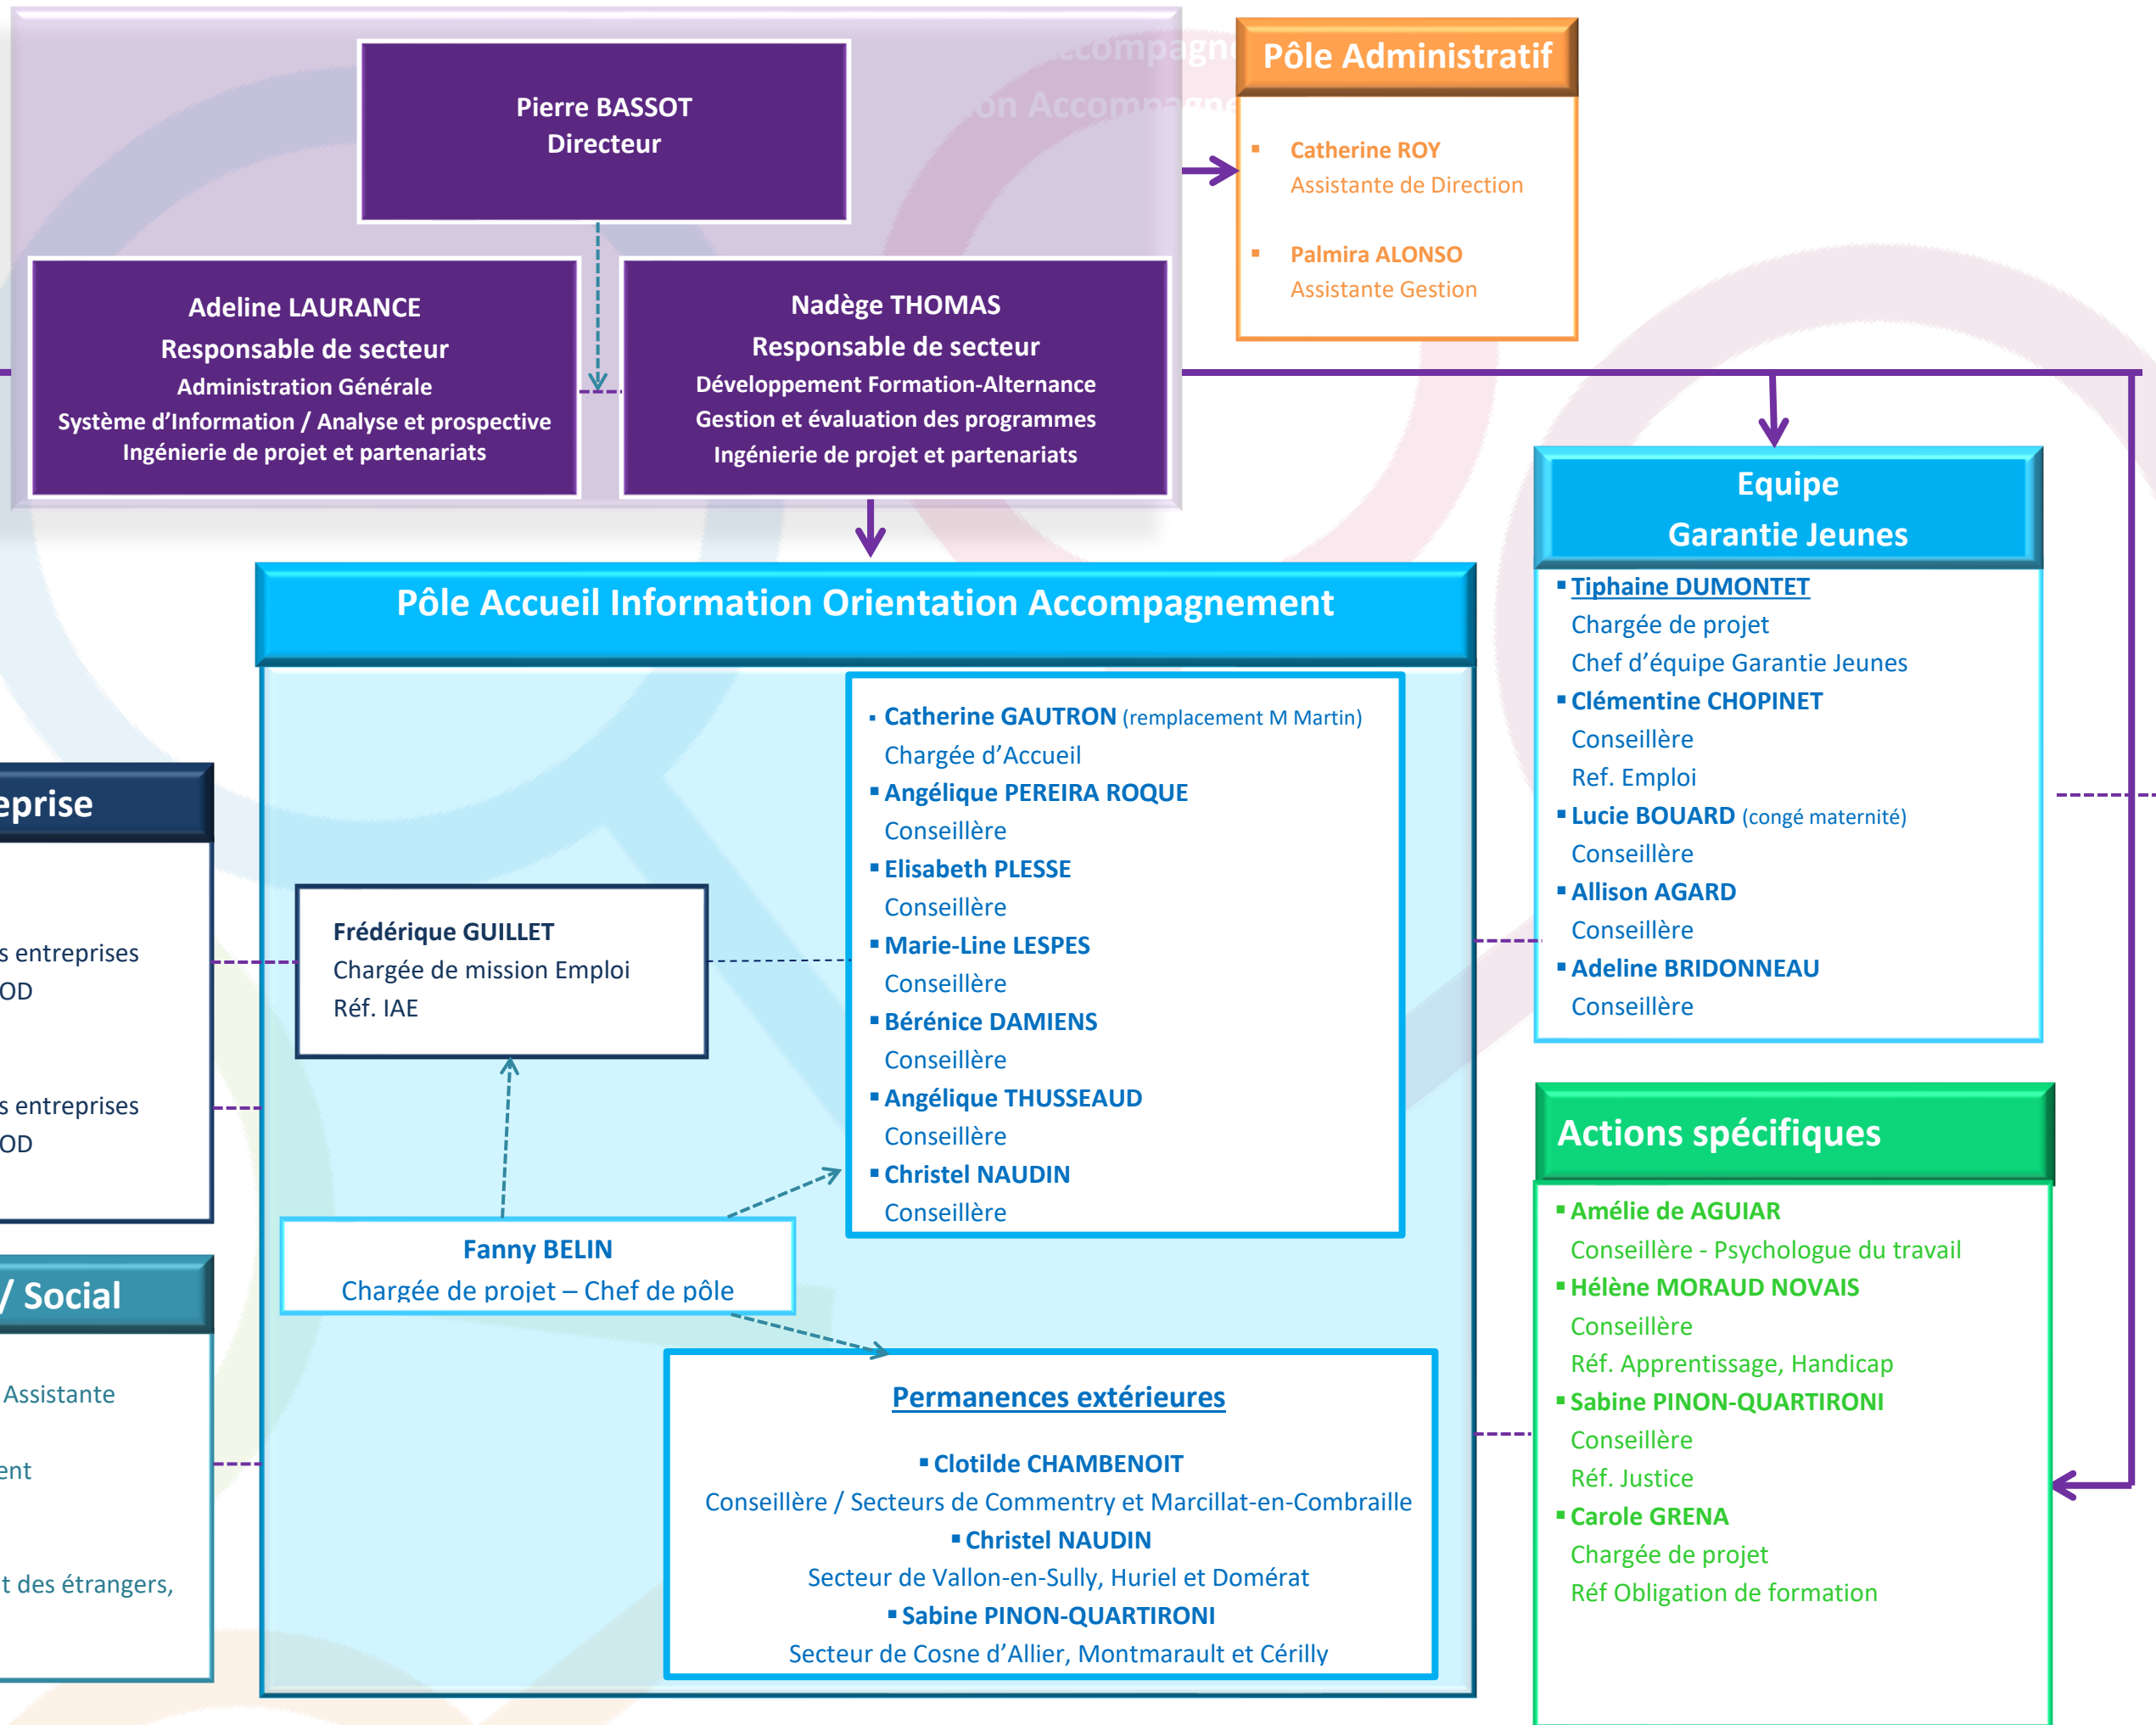 Pierre BASSOT
Directeur
Adeline LAURANCE
Responsable de secteur
Administration Générale
Système d’Information / Analyse et prospective
Ingénierie de projet et partenariats
Nadège THOMAS
Responsable de secteur
Développement Formation-Alternance
Gestion et évaluation des programmes
Ingénierie de projet et partenariats
Pôle Administratif
▪ Catherine ROY
Assistante de Direction
▪ Palmira ALONSO
Assistante Gestion
Equipe
Garantie Jeunes
▪ Tiphaine DUMONTET
Chargée de projet
Chef d’équipe Garantie Jeunes
▪ Clémentine CHOPINET
Conseillère
Ref. Emploi
▪ Lucie BOUARD (congé maternité)
Conseillère
▪ Allison AGARD
Conseillère
▪ Adeline BRIDONNEAU
Conseillère
Pôle Accueil Information Orientation Accompagnement
▪ Catherine GAUTRON (remplacement M Martin)
Chargée d’Accueil
▪ Angélique PEREIRA ROQUE
Conseillère
▪ Elisabeth PLESSE
Conseillère
▪ Marie-Line LESPES
Conseillère
▪ Bérénice DAMIENS
Conseillère
▪ Angélique THUSSEAUD
Conseillère
▪ Christel NAUDIN
Conseillère
Frédérique GUILLET
Chargée de mission Emploi
Réf. IAE
Fanny BELIN
Chargée de projet – Chef de pôle
Permanences extérieures
▪ Clotilde CHAMBENOIT
Conseillère / Secteurs de Commentry et Marcillat-en-Combraille
▪ Christel NAUDIN
Secteur de Vallon-en-Sully, Huriel et Domérat
▪ Sabine PINON-QUARTIRONI
Secteur de Cosne d’Allier, Montmarault et Cérilly
eprise
s entreprises
OD
s entreprises
OD
/ Social
Assistante
ent
t des étrangers,
Actions spécifiques
▪ Amélie de AGUIAR
Conseillère - Psychologue du travail
▪ Hélène MORAUD NOVAIS
Conseillère
Réf. Apprentissage, Handicap
▪ Sabine PINON-QUARTIRONI
Conseillère
Réf. Justice
▪ Carole GRENA
Chargée de projet
Réf Obligation de formation